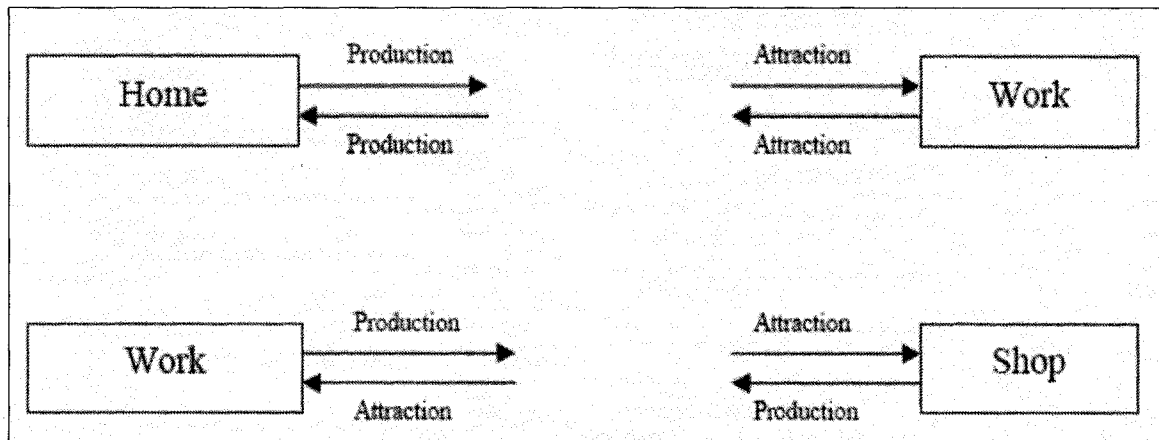 Production Attraction
Home Work
Production Attraction
Production Attraction
Work Shop
Attraction Production